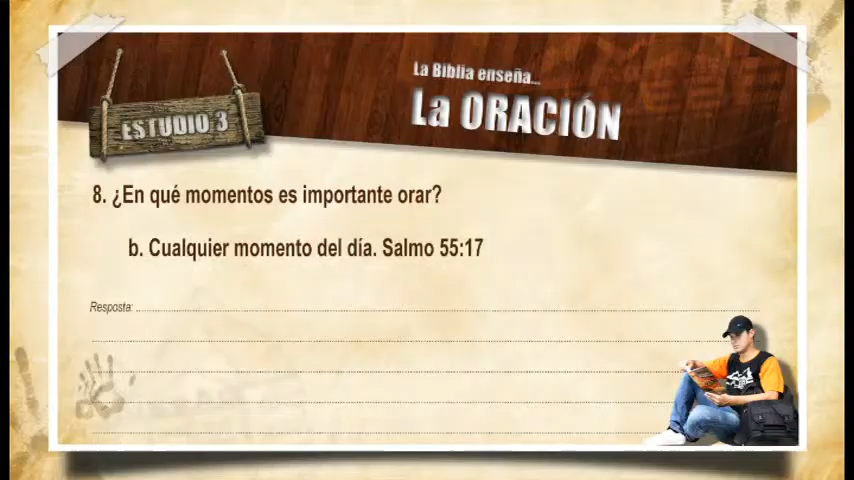 ESTUDIO 3
La Biblia enseña...
La ORACIÓN
8. ¿En qué momentos es importante orar?
b. Cualquier momento del día. Salmo 55:17
Resposta: